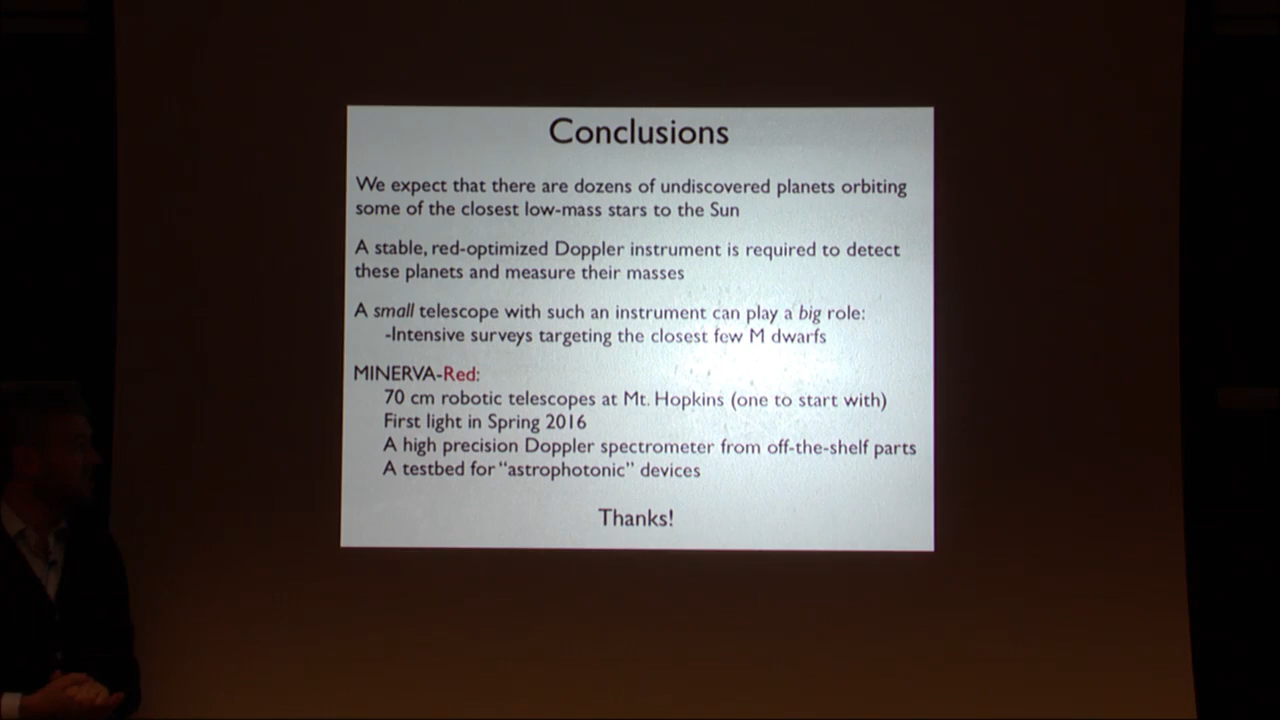 Conclusions
We expect that there are dozens of undiscovered planets orbiting
some of the closest low-mass stars to the Sun
A stable, red-optimized Doppler instrument is required to detect
these planets and measure their masses
A small telescope with such an instrument can play a big role:
-Intensive surveys targeting the closest few M dwarfs
MINERVA-Red:
70 cm robotic telescopes at Mt. Hopkins (one to start with)
First light in Spring 2016
A high precision Doppler spectrometer from off-the-shelf parts
A testbed for "astrophotonic" devices
Thanks!